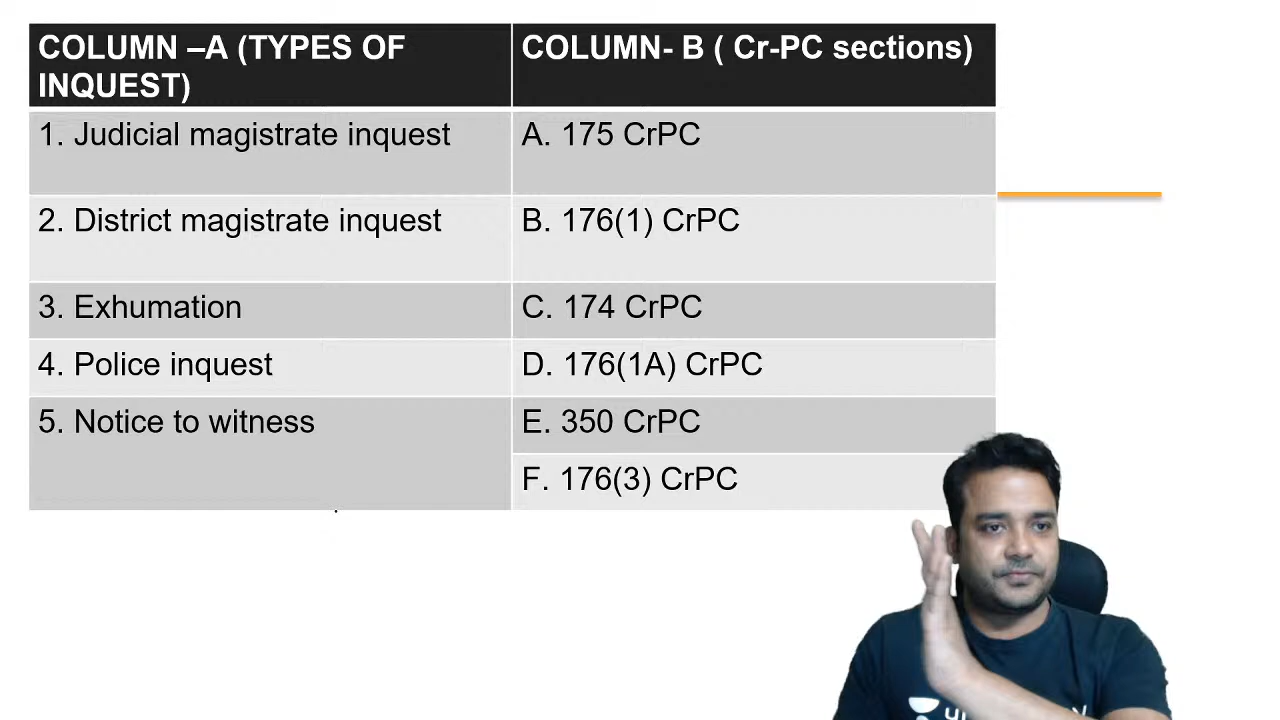 COLUMN –A (TYPES OF
INQUEST)
COLUMN- B ( Cr-PC sections)
1. Judicial magistrate inquest
A. 175 CrPC
2. District magistrate inquest
B. 176(1) CrPC
3. Exhumation
C. 174 CrPC
4. Police inquest
D. 176(1A) CrPC
5. Notice to witness
E. 350 CrPC
F. 176(3) CrPC